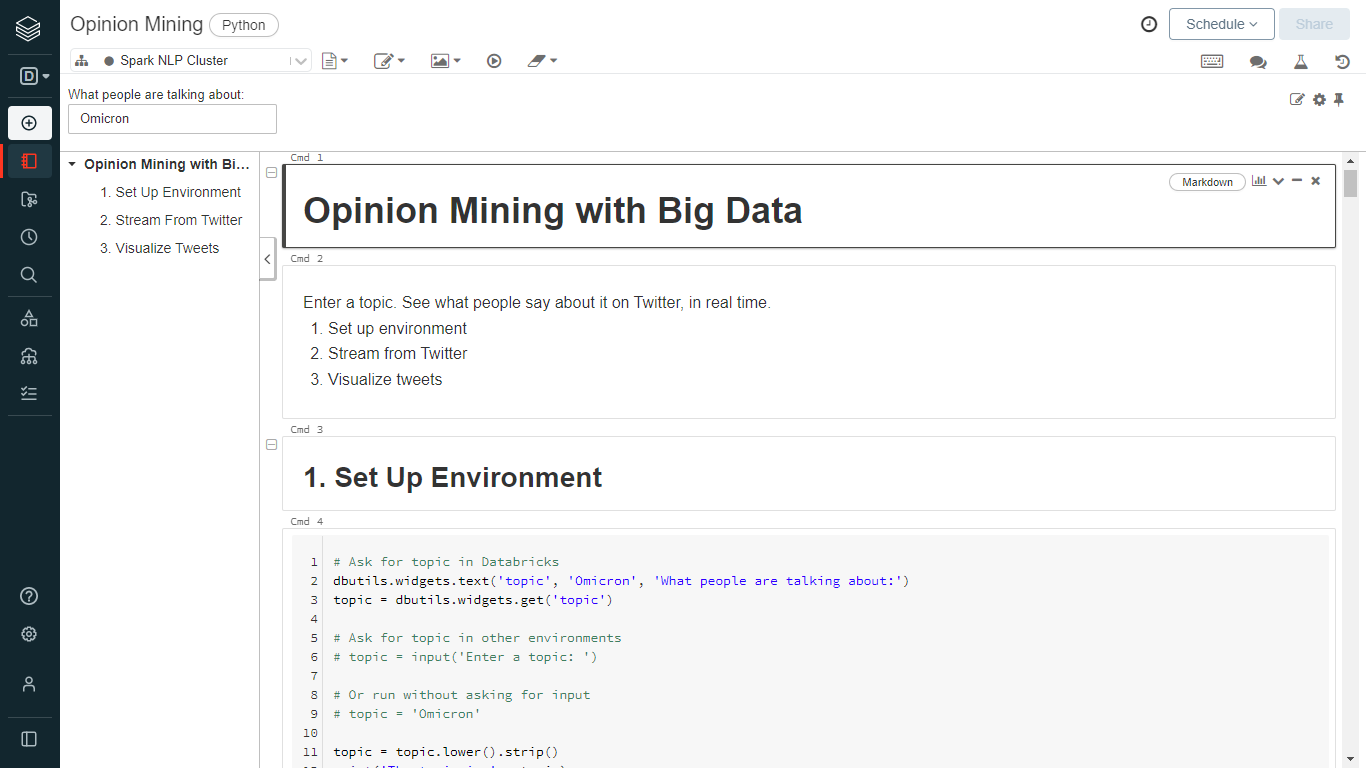 Opinion Mining
Python
Schedule
Share
D
Spark NLP Cluster
What people are talking about:
Omicron
Opinion Mining with Bi...
1. Set Up Environment
2. Stream From Twitter
3. Visualize Tweets
Cmd 1
Markdown
Opinion Mining with Big Data
Cmd 2
Enter a topic. See what people say about it on Twitter, in real time.
1. Set up environment
2. Stream from Twitter
3. Visualize tweets
Cmd 3
1. Set Up Environment
Cmd 4
1 # Ask for topic in Databricks
2 dbutils.widgets.text('topic', 'Omicron', 'What people are talking about:')
3 topic = dbutils.widgets.get('topic')
4
5 # Ask for topic in other environments
6 # topic = input('Enter a topic: ')
7
8 # Or run without asking for input
9 # topic = 'Omicron'
10
11 topic = topic.lower().strip()